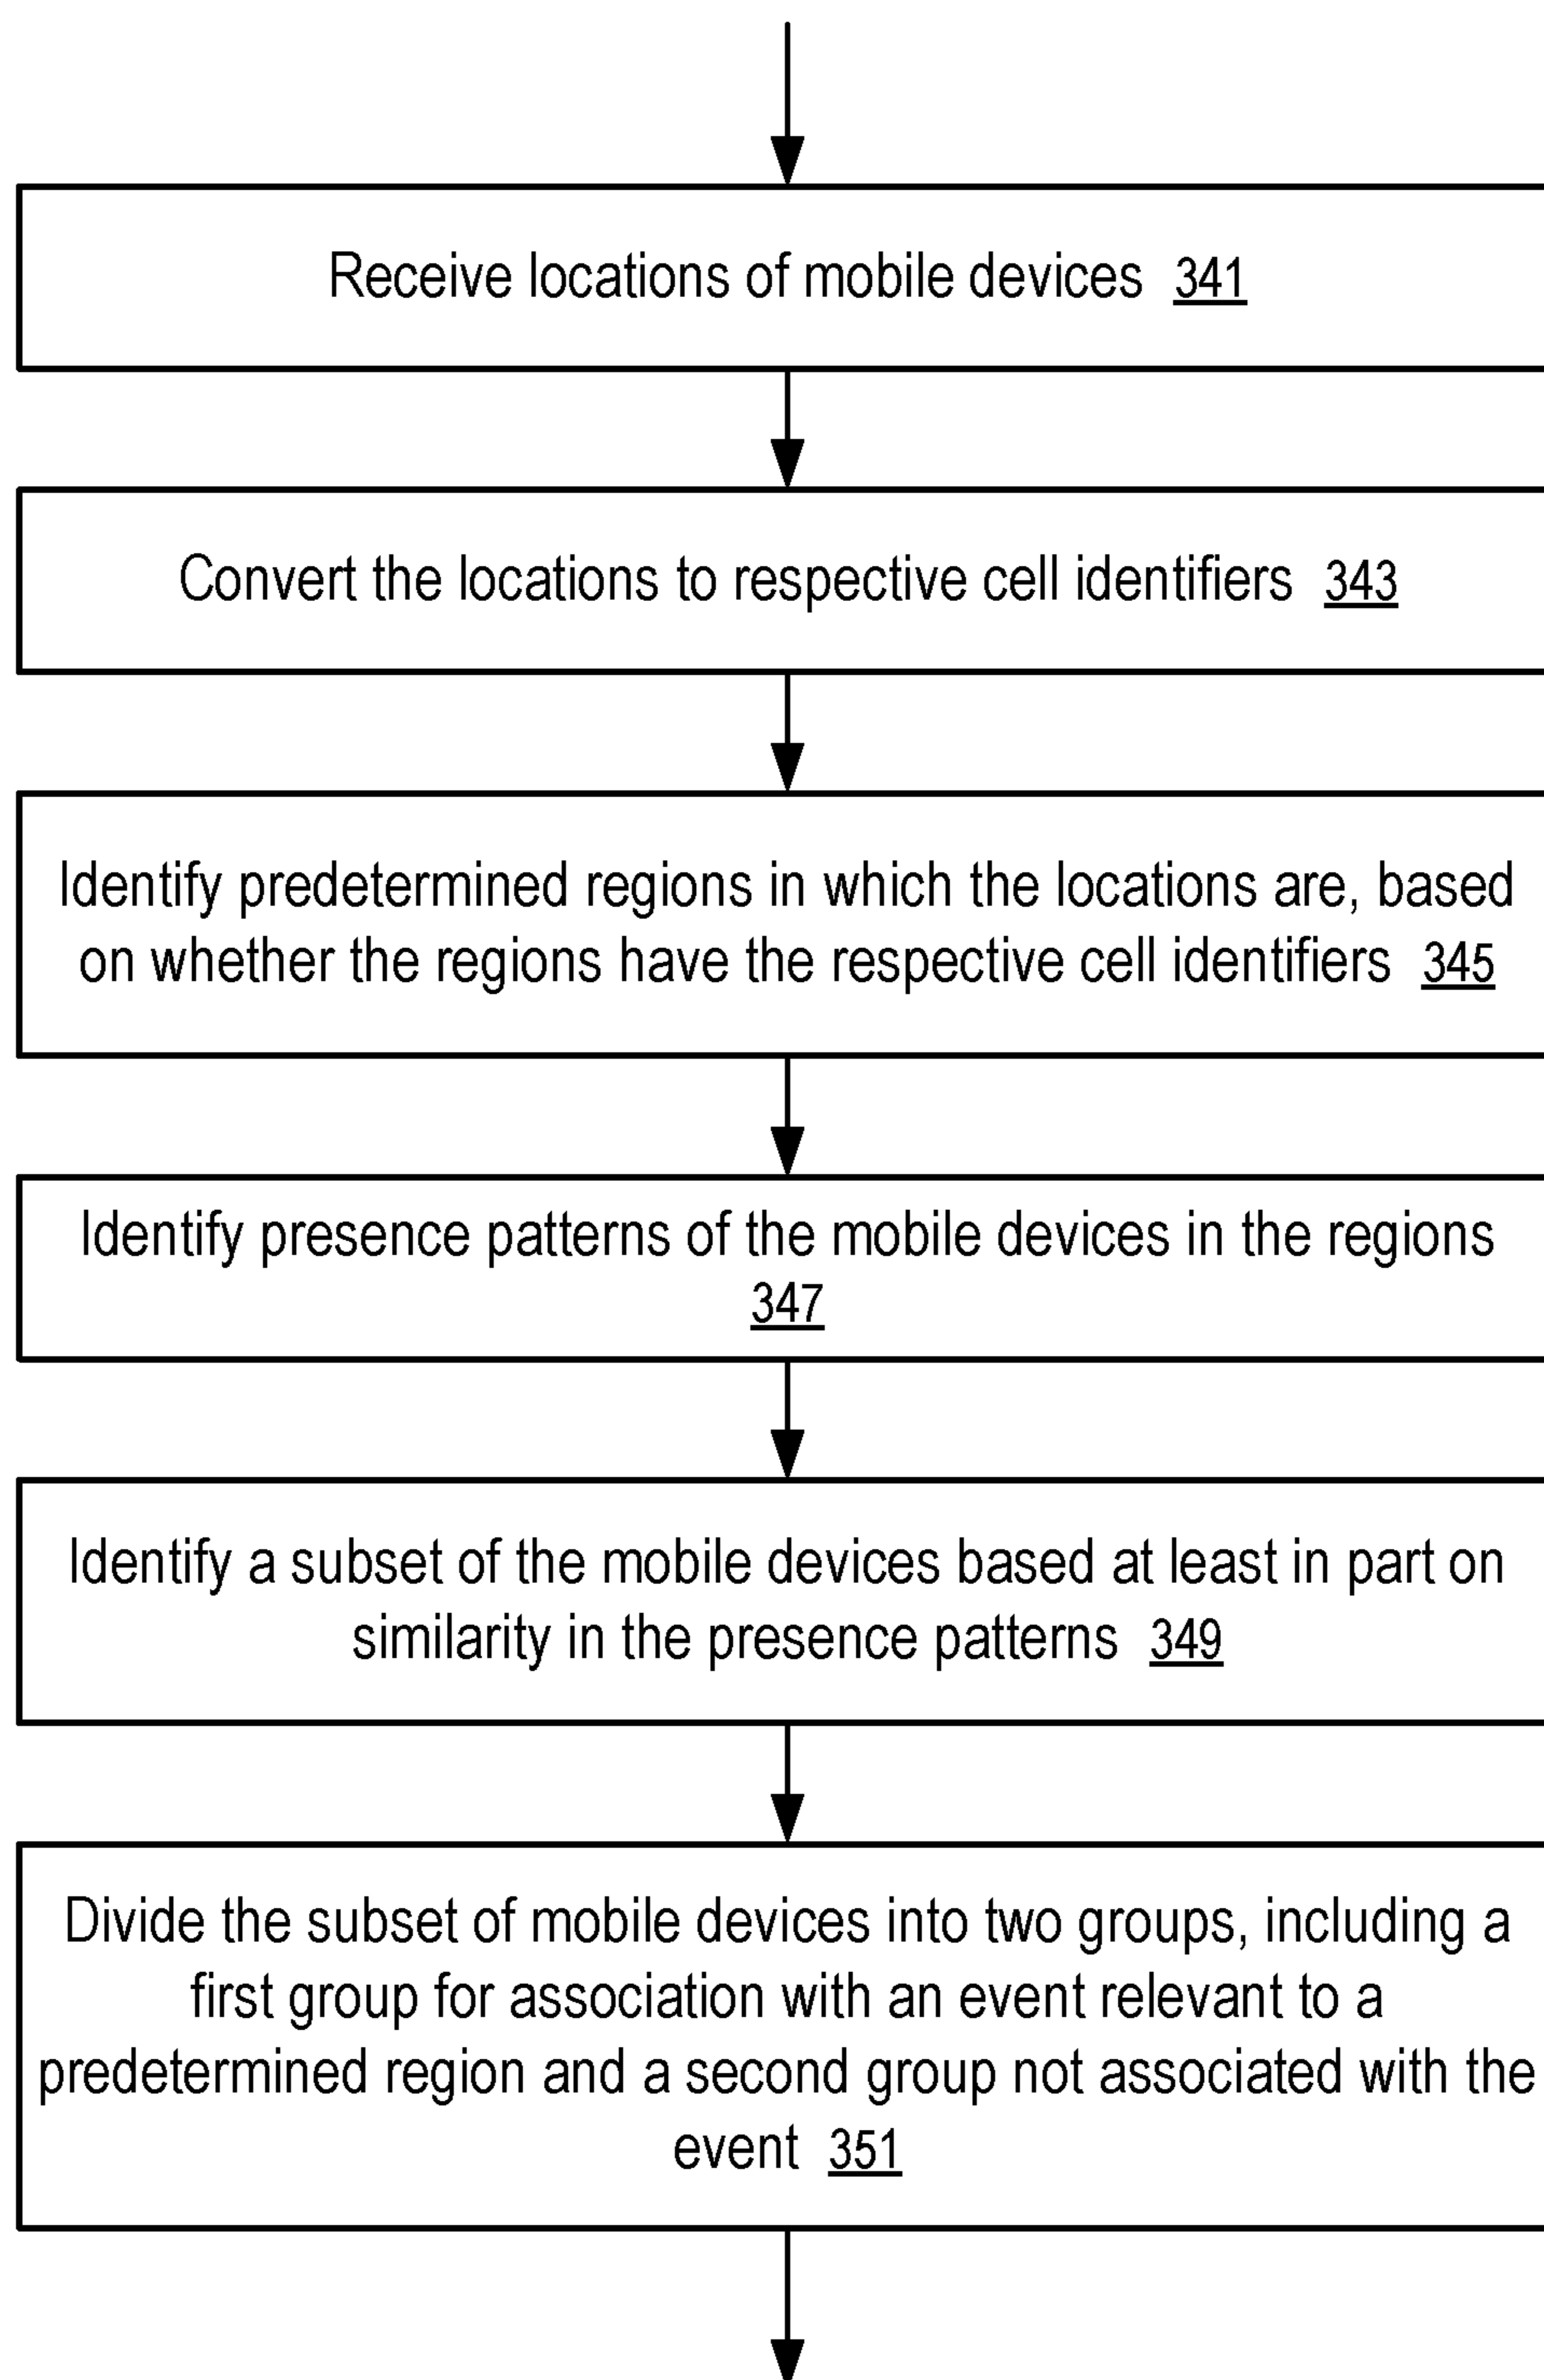 Receive locations of mobile devices 341
Convert the locations to respective cell identifiers 343
Identify predetermined regions in which the locations are, based
on whether the regions have the respective cell identifiers 345
Identify presence patterns of the mobile devices in the regions
347
Identify a subset of the mobile devices based at least in part on
similarity in the presence patterns 349
Divide the subset of mobile devices into two groups, including a
first group for association with an event relevant to a
predetermined region and a second group not associated with the
event 351